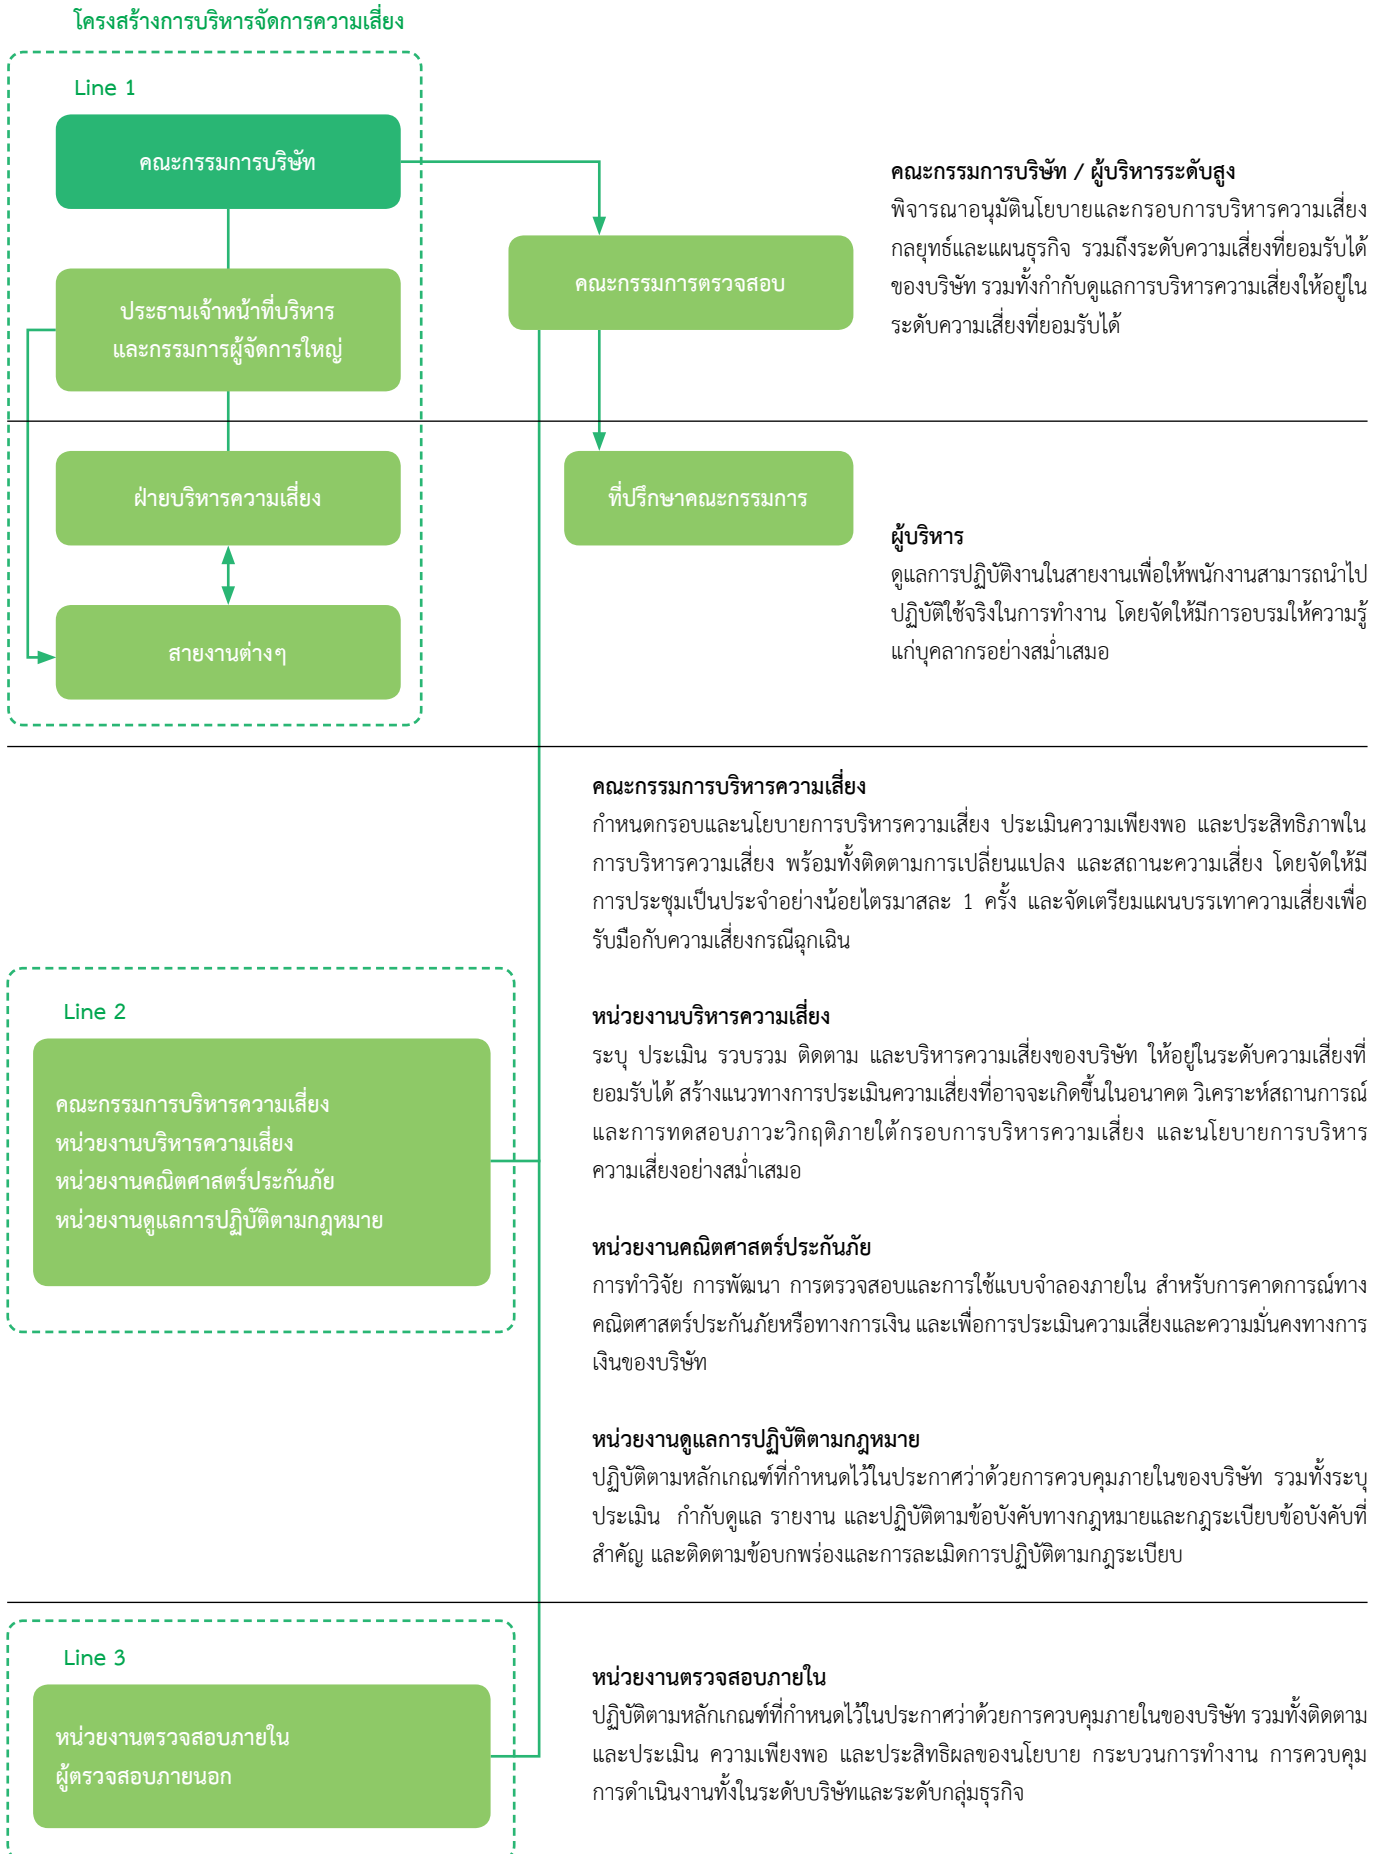 โครงสร้างการบริหารจัดการความเสี่ยง
Line 1
คณะกรรมการบริษัท
ประธานเจ้าหน้าที่บริหาร
และกรรมการผู้จัดการใหญ่
ฝ่ายบริหารความเสี่ยง
สายงานต่างๆ
คณะกรรมการตรวจสอบ
ที่ปรึกษาคณะกรรมการ
คณะกรรมการบริษัท / ผู้บริหารระดับสูง
พิจารณาอนุมัตินโยบายและกรอบการบริหารความเสี่ยง
กลยุทธ์และแผนธุรกิจ รวมถึงระดับความเสี่ยงที่ยอมรับได้
ของบริษัท รวมทั้งกำกับดูแลการบริหารความเสี่ยงให้อยู่ใน
ระดับความเสี่ยงที่ยอมรับได้
ผู้บริหาร
ดูแลการปฏิบัติงานในสายงานเพื่อให้พนักงานสามารถนำไป
ปฏิบัติใช้จริงในการทำงาน โดยจัดให้มีการอบรมให้ความรู้
แก่บุคลากรอย่างสม่ำเสมอ
คณะกรรมการบริหารความเสี่ยง
กำหนดกรอบและนโยบายการบริหารความเสี่ยง ประเมินความเพียงพอ และประสิทธิภาพใน
การบริหารความเสี่ยง พร้อมทั้งติดตามการเปลี่ยนแปลง และสถานะความเสี่ยง โดยจัดให้มี
การประชุมเป็นประจำอย่างน้อยไตรมาสละ 1 ครั้ง และจัดเตรียมแผนบรรเทาความเสี่ยงเพื่อ
รับมือกับความเสี่ยงกรณีฉุกเฉิน
Line 2
คณะกรรมการบริหารความเสี่ยง
หน่วยงานบริหารความเสี่ยง
หน่วยงานคณิตศาสตร์ประกันภัย
หน่วยงานดูแลการปฏิบัติตามกฎหมาย
หน่วยงานบริหารความเสี่ยง
ระบุ ประเมิน รวบรวม ติดตาม และบริหารความเสี่ยงของบริษัท ให้อยู่ในระดับความเสี่ยงที่
ยอมรับได้ สร้างแนวทางการประเมินความเสี่ยงที่อาจจะเกิดขึ้นในอนาคต วิเคราะห์สถานการณ์
และการทดสอบภาวะวิกฤติภายใต้กรอบการบริหารความเสี่ยง และนโยบายการบริหาร
ความเสี่ยงอย่างสม่ำเสมอ
หน่วยงานคณิตศาสตร์ประกันภัย
การทำวิจัย การพัฒนา การตรวจสอบและการใช้แบบจำลองภายใน สำหรับการคาดการณ์ทาง
คณิตศาสตร์ประกันภัยหรือทางการเงิน และเพื่อการประเมินความเสี่ยงและความมั่นคงทางการ
เงินของบริษัท
หน่วยงานดูแลการปฏิบัติตามกฎหมาย
ปฏิบัติตามหลักเกณฑ์ที่กำหนดไว้ในประกาศว่าด้วยการควบคุมภายในของบริษัท รวมทั้งระบุ
ประเมิน กำกับดูแล รายงาน และปฏิบัติตามข้อบังคับทางกฎหมายและกฎระเบียบข้อบังคับที่
สำคัญ และติดตามข้อบกพร่องและการละเมิดการปฏิบัติตามกฎระเบียบ
Line 3
หน่วยงานตรวจสอบภายใน
ผู้ตรวจสอบภายนอก
หน่วยงานตรวจสอบภายใน
ปฏิบัติตามหลักเกณฑ์ที่กำหนดไว้ในประกาศว่าด้วยการควบคุมภายในของบริษัท รวมทั้งติดตาม
และประเมิน ความเพียงพอ และประสิทธิผลของนโยบาย กระบวนการทำงาน การควบคุม
การดำเนินงานทั้งในระดับบริษัทและระดับกลุ่มธุรกิจ